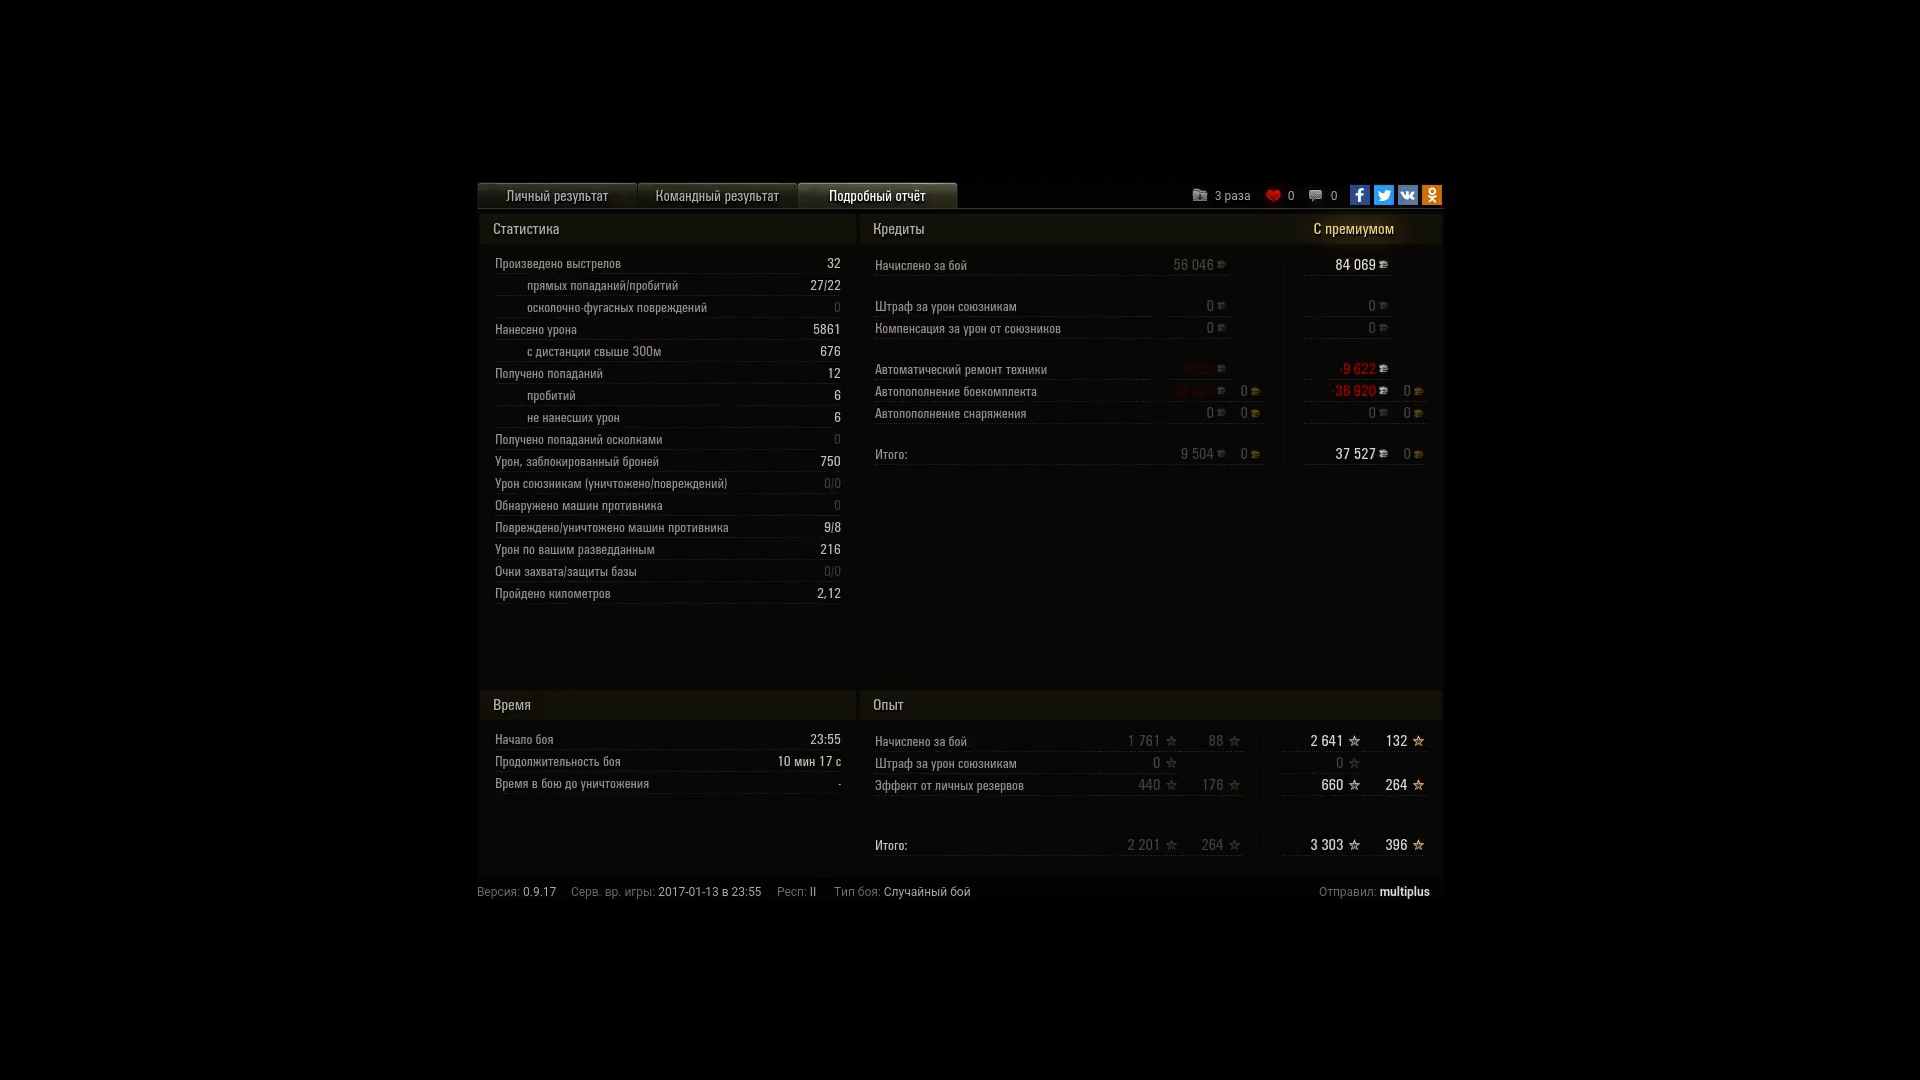 Личный результат Командный результат Подробный отчёт 3 раза 0 0
Статистика
Произведено выстрелов 32
прямых попаданий/пробитий 27/22
осколочно-фугасных повреждений 0
Нанесено урона 5861
с дистанции свыше 300м 676
Получено попаданий 12
пробитий 6
не нанесших урон 6
Получено попаданий осколками 0
Урон, заблокированный броней 750
Урон союзникам (уничтожено/повреждений) 0/0
Обнаружено машин противника 0
Повреждено/уничтожено машин противника 9/8
Урон по вашим разведданным 216
Очки захвата/защиты базы 0/0
Пройдено километров 2,12
Кредиты С премиумом
Начислено за бой 56 046 84 069
Штраф за урон союзникам 0 0
Компенсация за урон от союзников 0 0
Автоматический ремонт техники -9 622
Автопополнение боекомплекта 0 -36 920 0
Автопополнение снаряжения 0 0 0 0
Итого: 9 504 0 37 527 0
Время
Начало боя 23:55
Продолжительность боя 10 мин 17 с
Время в бою до уничтожения -
Опыт
Начислено за бой 1 761 88 2 641 132
Штраф за урон союзникам 0 0
Эффект от личных резервов 440 176 660 264
Итого: 2 201 264 3 303 396
Версия: 0.9.17 Серв. вр. игры: 2017-01-13 в 23:55 Респ: II Тип боя: Случайный бой Отправил: multiplus